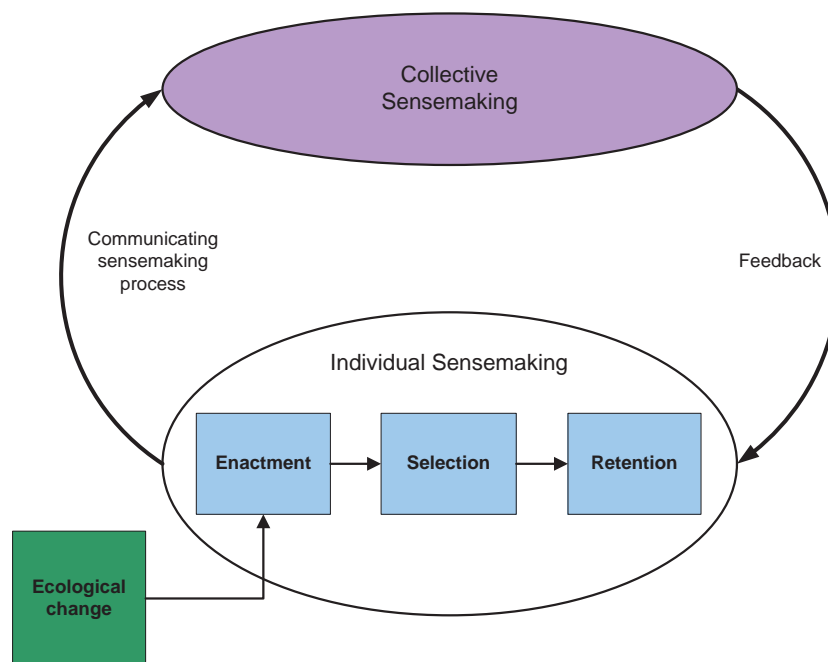 Collective
Sensemaking
Communicating
sensemaking
process
Feedback
Individual Sensemaking
Enactment
Selection
Retention
Ecological
change